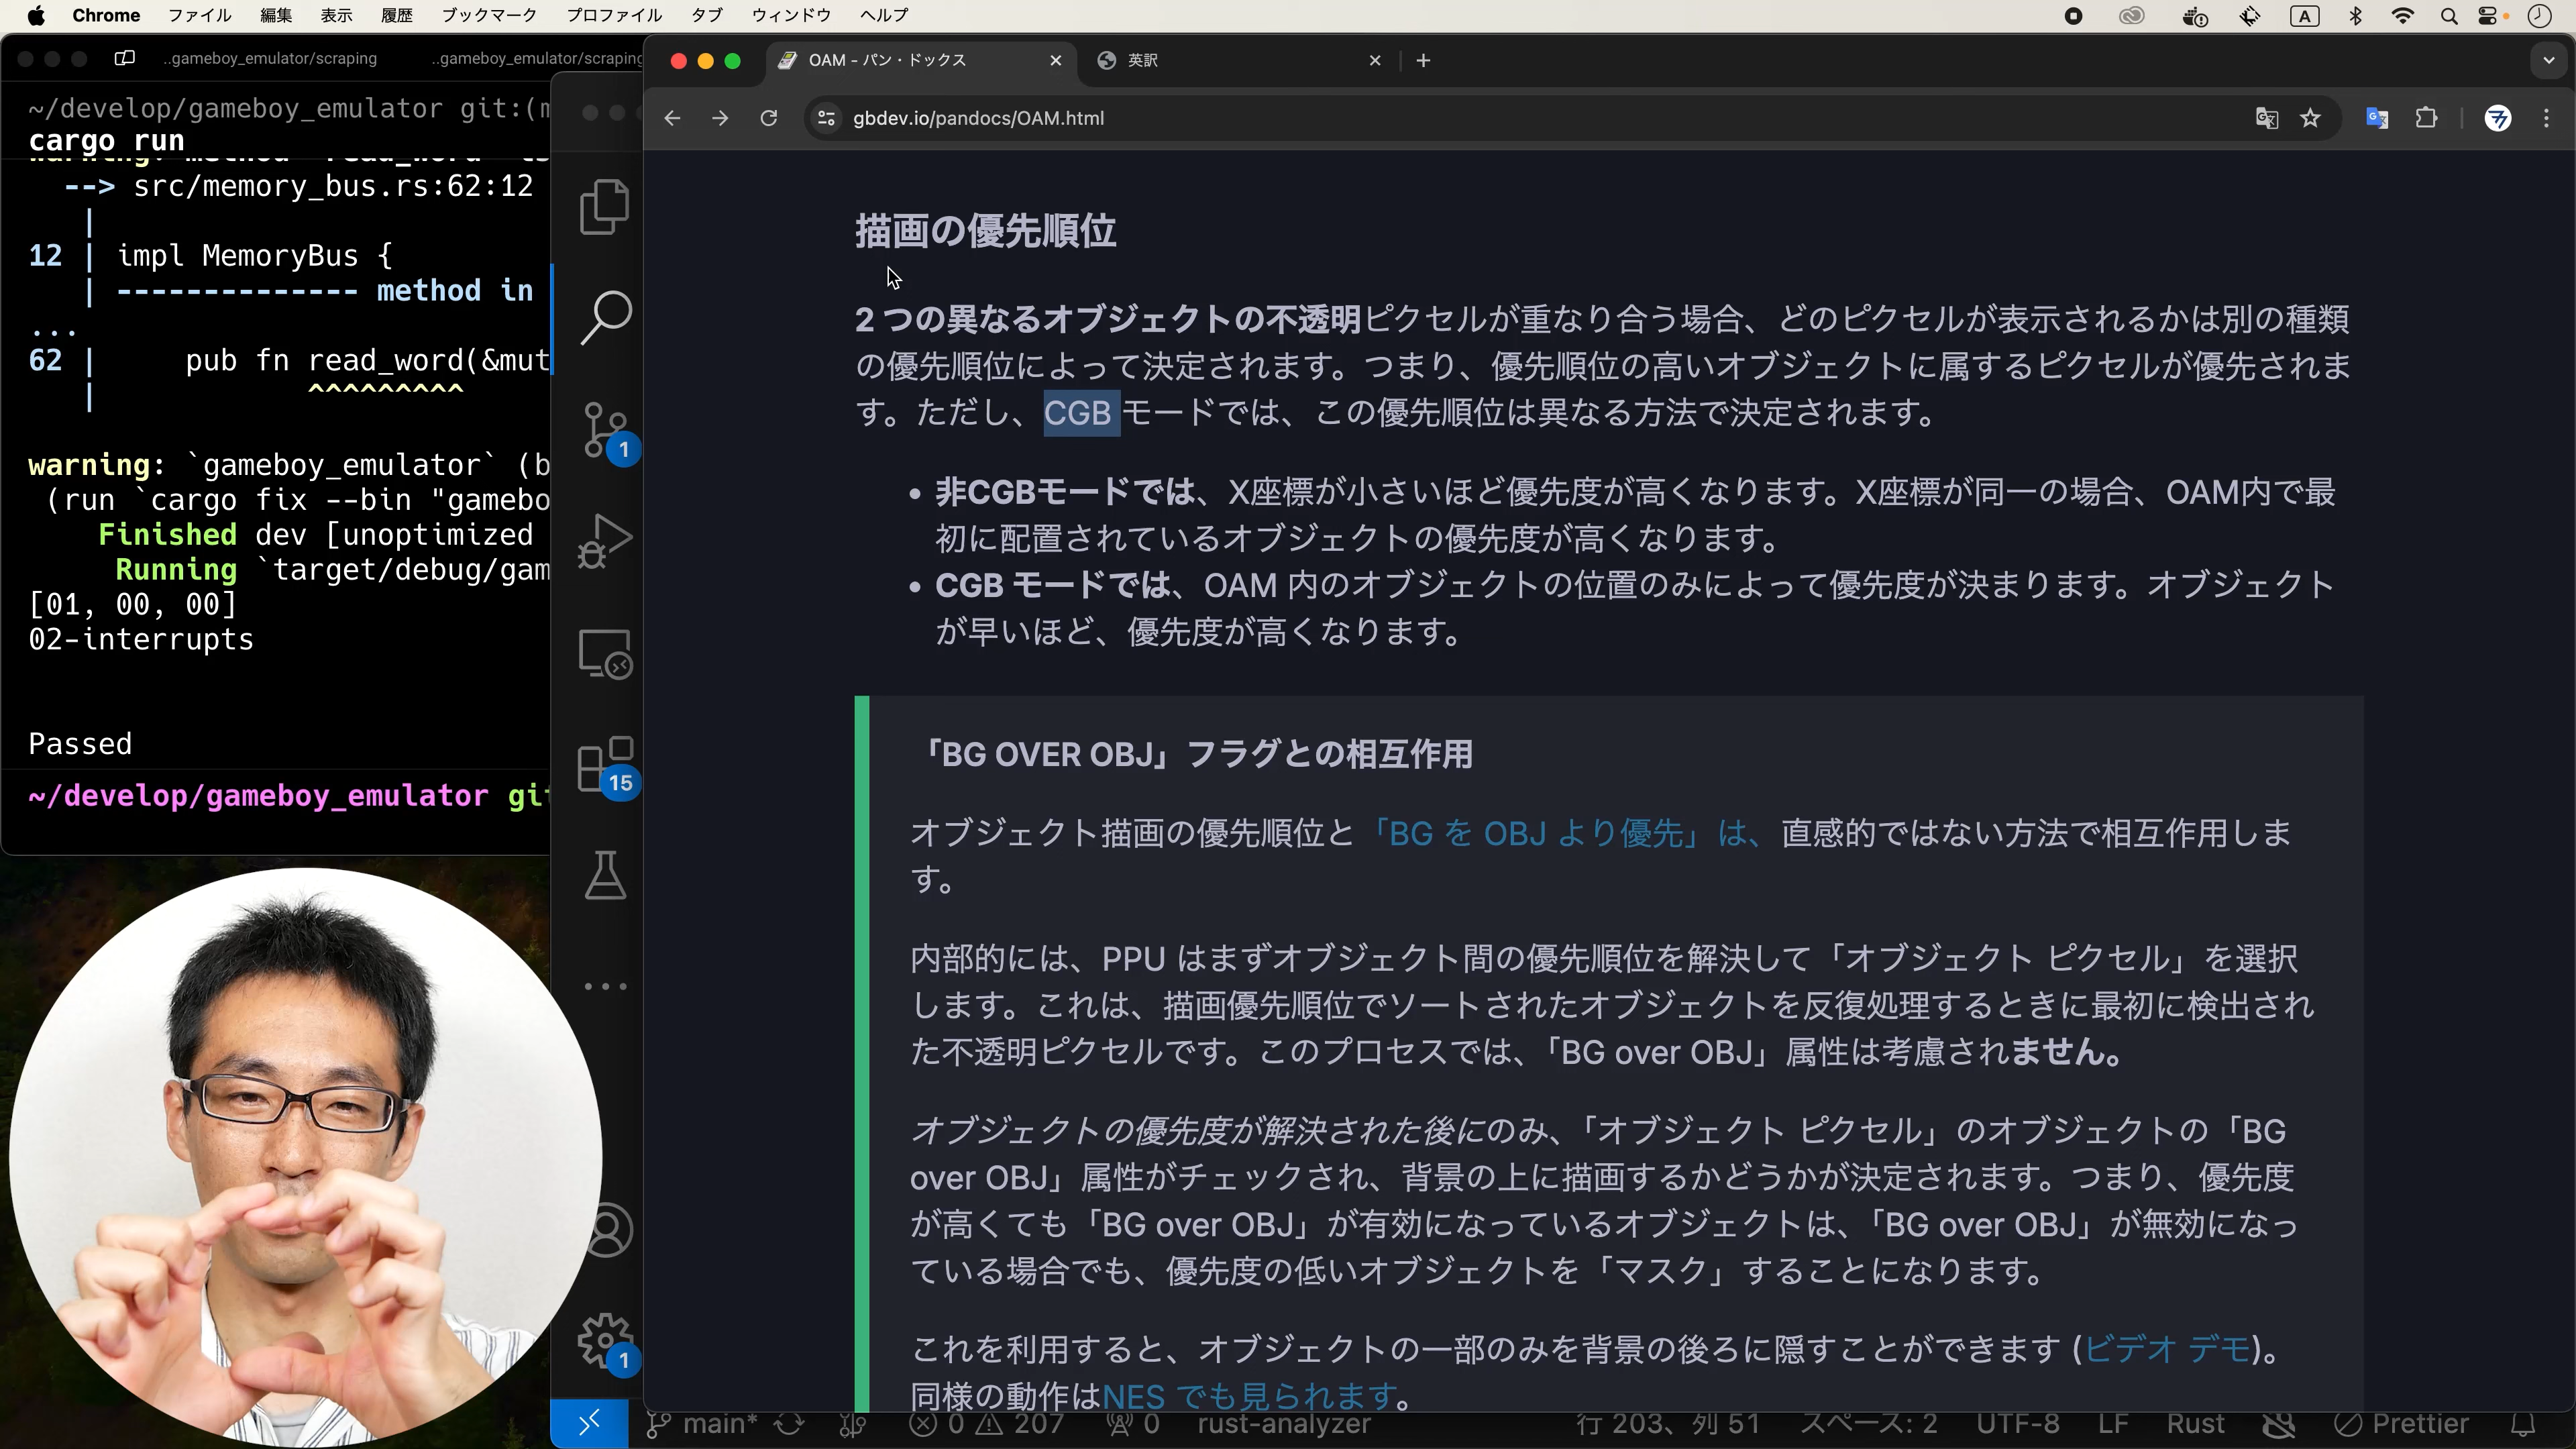 Chrome ファイル 編集 表示 履歴 ブックマーク プロファイル タブ ウィンドウ ヘルプ
A
..gameboy_emulator/scraping
..gameboy_emulator/scraping
~/develop/gameboy_emulator git:(m
cargo run
--> src/memory_bus.rs:62:12
|
12 | impl MemoryBus {
| -------------- method in
...
62 | pub fn read_word(&mut
| ^^^^^^^^^
warning: `gameboy_emulator` (b
(run `cargo fix --bin "gamebo
Finished dev [unoptimized
Running `target/debug/gam
[01, 00, 00]
02-interrupts
Passed
~/develop/gameboy_emulator git
1
15
1
OAM - パン・ドックス
英訳
gbdev.io/pandocs/OAM.html
描画の優先順位
2 つの異なるオブジェクトの不透明ピクセルが重なり合う場合、どのピクセルが表示されるかは別の種類
の優先順位によって決定されます。つまり、優先順位の高いオブジェクトに属するピクセルが優先されま
す。ただし、CGB モードでは、この優先順位は異なる方法で決定されます。
• 非CGBモードでは、X座標が小さいほど優先度が高くなります。X座標が同一の場合、OAM内で最
初に配置されているオブジェクトの優先度が高くなります。
• CGB モードでは、OAM 内のオブジェクトの位置のみによって優先度が決まります。オブジェクト
が早いほど、優先度が高くなります。
「BG OVER OBJ」フラグとの相互作用
オブジェクト描画の優先順位と「BG を OBJ より優先」は、直感的ではない方法で相互作用しま
す。
内部的には、PPU はまずオブジェクト間の優先順位を解決して「オブジェクト ピクセル」を選択
します。これは、描画優先順位でソートされたオブジェクトを反復処理するときに最初に検出され
た不透明ピクセルです。このプロセスでは、「BG over OBJ」属性は考慮されません。
オブジェクトの優先度が解決された後にのみ、「オブジェクト ピクセル」のオブジェクトの「BG
over OBJ」属性がチェックされ、背景の上に描画するかどうかが決定されます。つまり、優先度
が高くても「BG over OBJ」が有効になっているオブジェクトは、「BG over OBJ」が無効になっ
ている場合でも、優先度の低いオブジェクトを「マスク」することになります。
これを利用すると、オブジェクトの一部のみを背景の後ろに隠すことができます (ビデオ デモ)。
同様の動作はNES でも見られます。
main* 0 207 0 rust-analyzer 行 203、列 51 スペース: 2 UTF-8 LF Rust Prettier